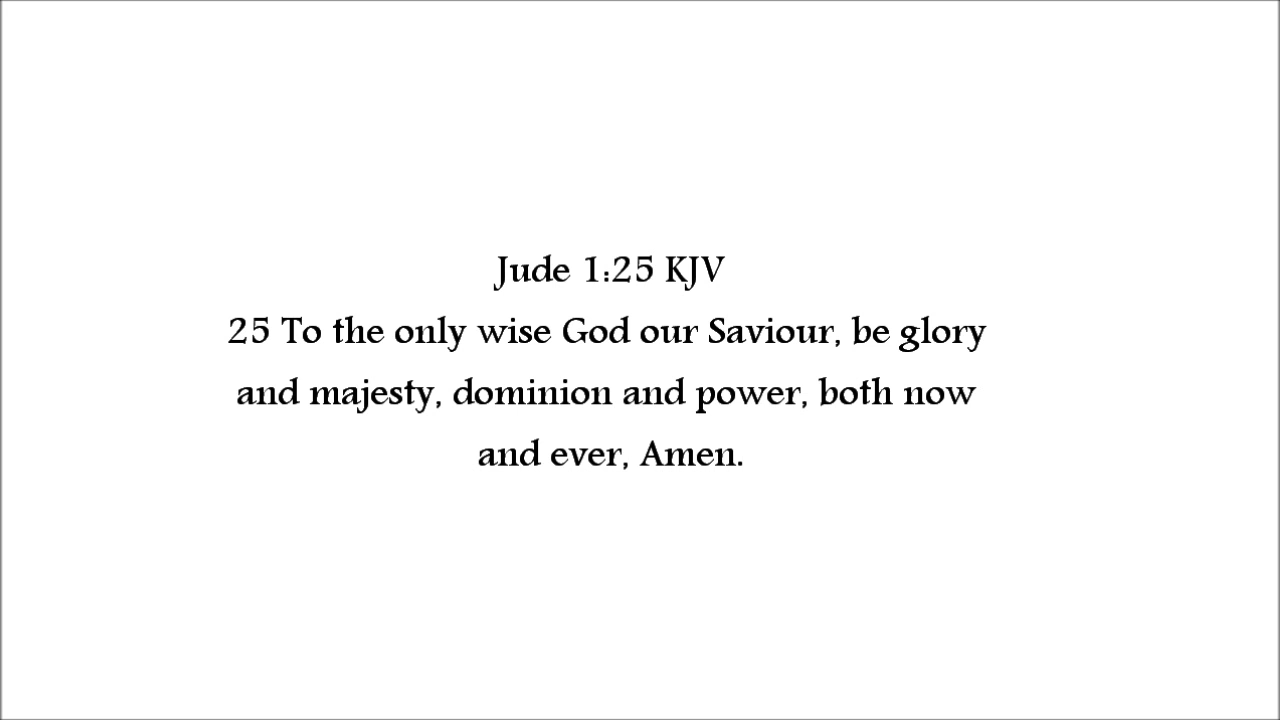 Jude 1:25 KJV
25 To the only wise God our Saviour, be glory
and majesty, dominion and power, both now
and ever, Amen.